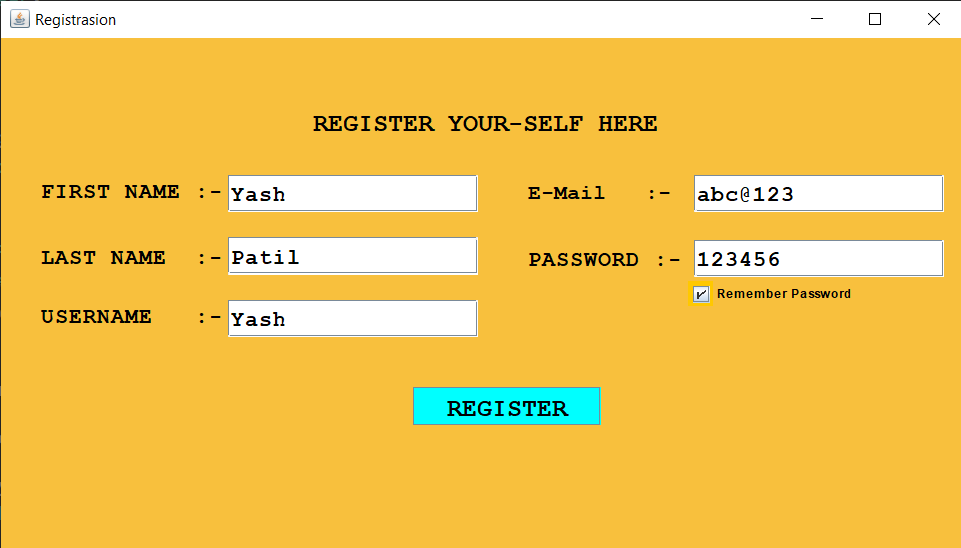 Registrasion
REGISTER YOUR-SELF HERE
FIRST NAME :- Yash
E-Mail :- abc@123
LAST NAME :- Patil
PASSWORD :- 123456
Remember Password
USERNAME :- Yash
REGISTER